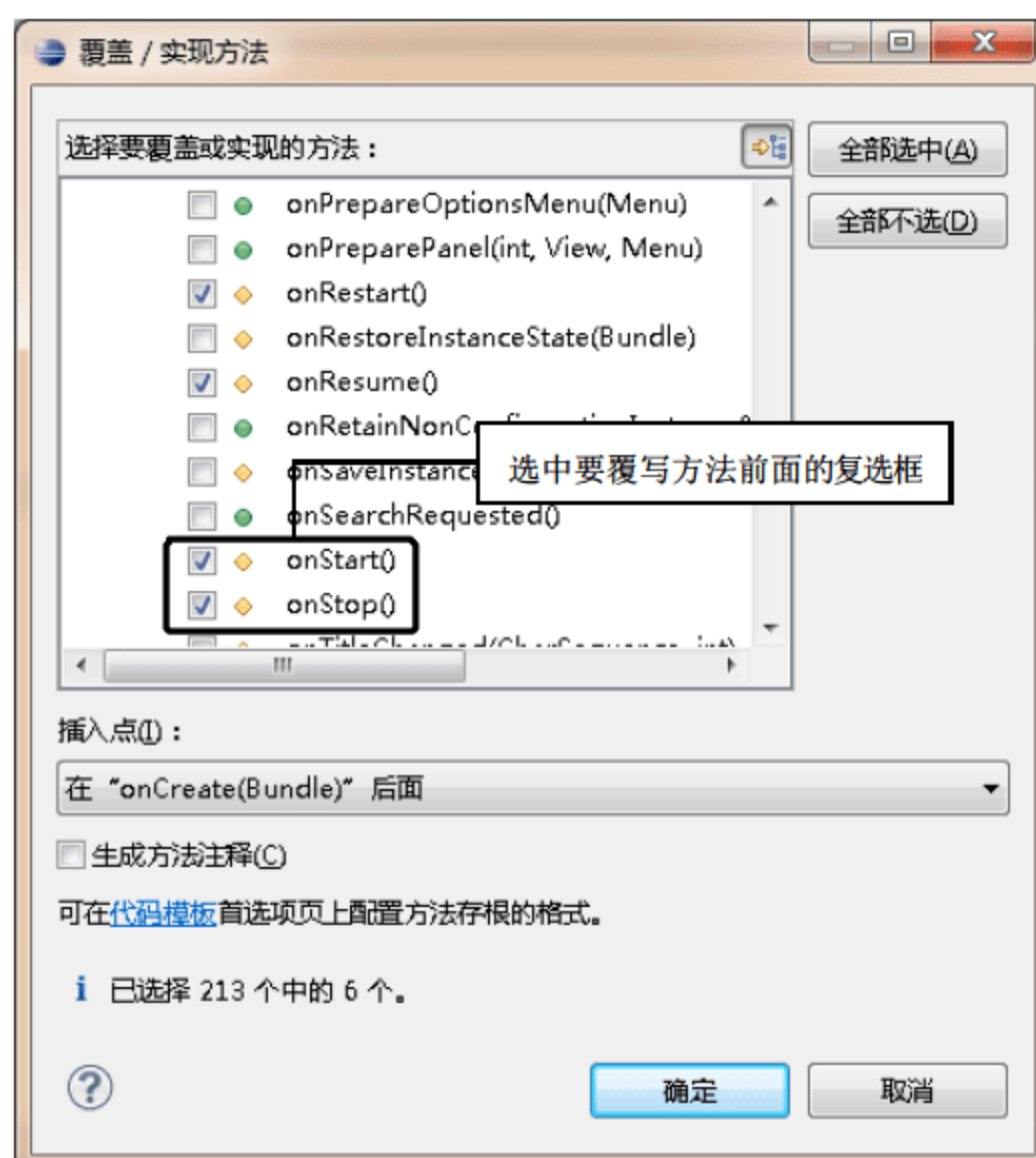 覆盖 / 实现方法
选择要覆盖或实现的方法：
全部选中(A)
全部不选(D)
onPrepareOptionsMenu(Menu)
onPreparePanel(int, View, Menu)
onRestart()
onRestoreInstanceState(Bundle)
onResume()
onRetainNonC
选中要覆写方法前面的复选框
onSaveInstance
onSearchRequested()
onStart()
onStop()
onTitleChanged(CharSequence, int)
插入点(I)：
在 “onCreate(Bundle)” 后面
生成方法注释(C)
可在代码模板首选项页上配置方法存根的格式。
已选择 213 个中的 6 个。
确定
取消